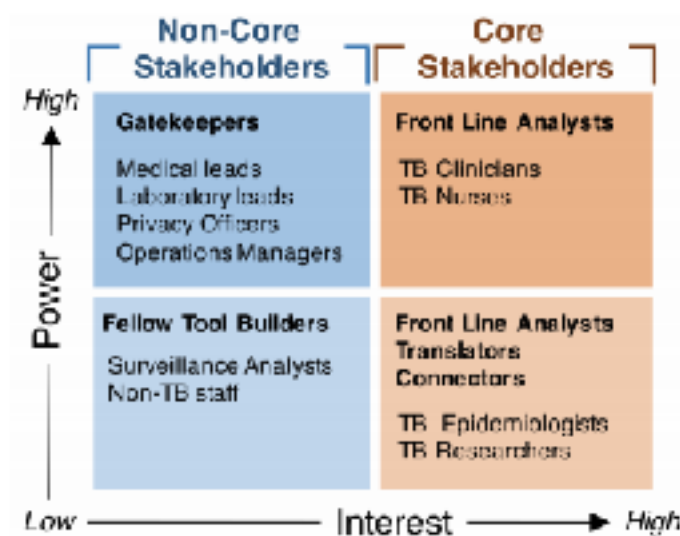 Non-Core
Stakeholders
Core
Stakeholders
High
Gatekeepers
Medical leads
Laboratory leads
Privacy Officers
Operations Managers
Front Line Analysts
TB Clinicians
TB Nurses
Power
Fellow Tool Builders
Surveillance Analysts
Non-TB staff
Front Line Analysts
Translators
Connectors
TB Epidemiologists
TB Researchers
Low
Interest
High